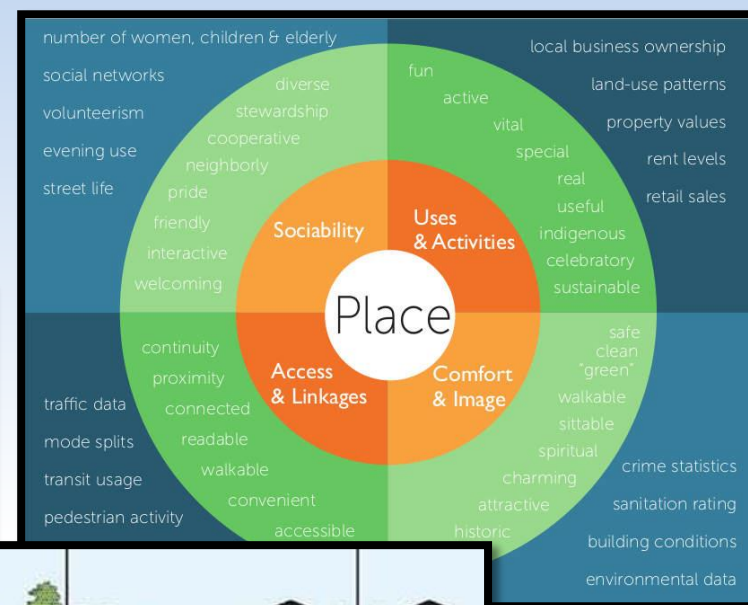 number of women, children & elderly
social networks
volunteerism
evening use
street life
diverse
stewardship
cooperative
neighborly
pride
friendly
interactive
welcoming
Sociability
fun
active
vital
special
real
useful
indigenous
celebratory
sustainable
Uses
& Activities
local business ownership
land-use patterns
property values
rent levels
retail sales
Place
continuity
proximity
connected
readable
walkable
convenient
accessible
Access
& Linkages
traffic data
mode splits
transit usage
pedestrian activity
Comfort
& Image
safe
clean
"green"
walkable
sittable
spiritual
charming
attractive
historic
crime statistics
sanitation rating
building conditions
environmental data